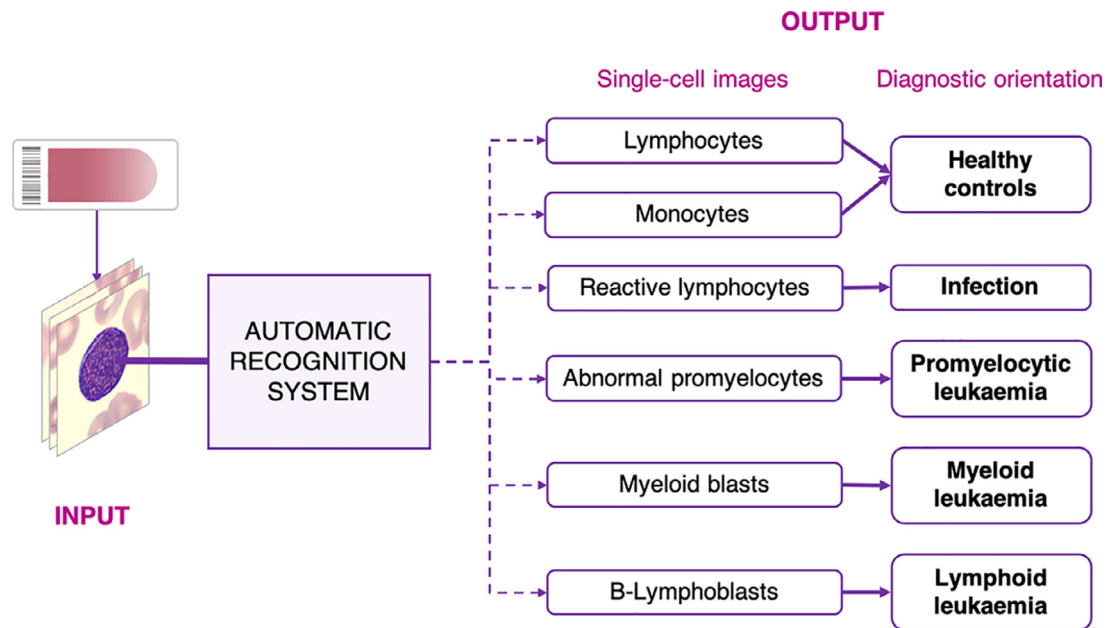 OUTPUT
Single-cell images
Diagnostic orientation
Lymphocytes
Healthy
controls
Monocytes
Reactive lymphocytes
Infection
AUTOMATIC
RECOGNITION
SYSTEM
Abnormal promyelocytes
Promyelocytic
leukaemia
Myeloid blasts
Myeloid
leukaemia
INPUT
B-Lymphoblasts
Lymphoid
leukaemia